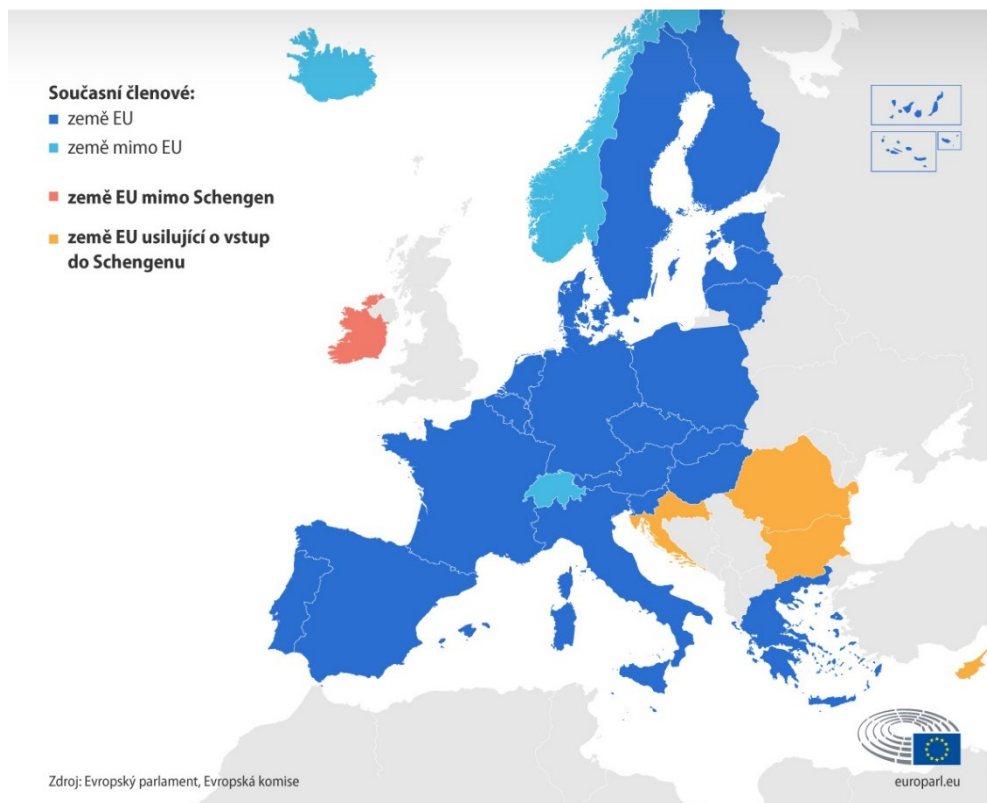 Současní členové:
země EU
země mimo EU
země EU mimo Schengen
země EU usilující o vstup
do Schengenu
Zdroj: Evropský parlament, Evropská komise
europarl.eu